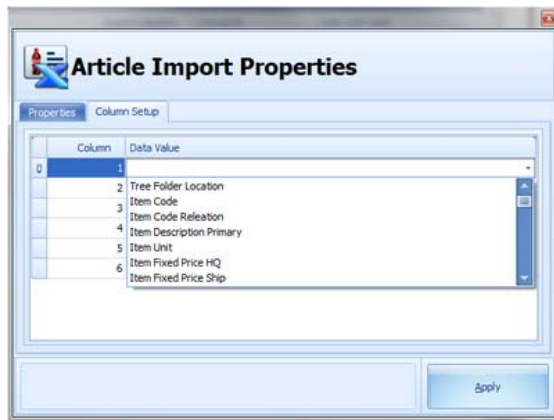 Article Import Properties
Properties Column Setup
Column Data Value
1
2 Tree Folder Location
Item Code
3 Item Code Releation
4 Item Description Primary
5 Item Unit
6 Item Fixed Price HQ
Item Fixed Price Ship
Apply